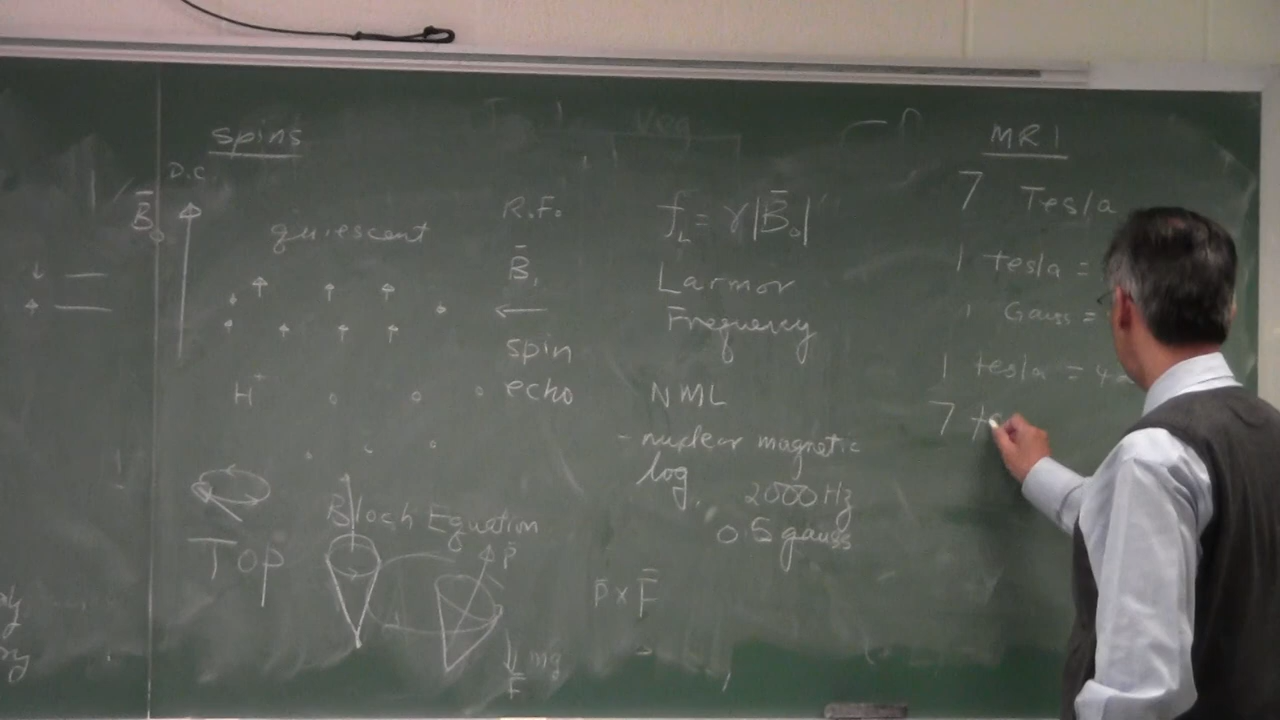 spins
D.C
B̄₀
quiescent
H⁺
TOP
Bloch Equation
P̄
mg
F̄
R.F.
B̄₁
spin
echo
P̄ x F̄
f_L = γ|B̄₀|
Larmor
Frequency
NML
- nuclear magnetic
log.
2000 Hz
0.5 gauss
MRI
7 Tesla
1 tesla =
1 Gauss =
1 tesla = 4
7